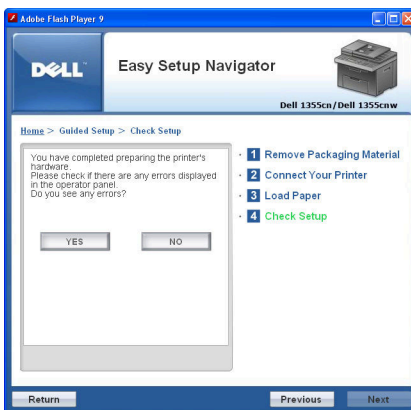 Adobe Flash Player 9
DELL™
Easy Setup Navigator
Dell 1355cn/Dell 1355cnw
Home > Guided Setup > Check Setup
You have completed preparing the printer's
hardware.
Please check if there are any errors displayed
in the operator panel.
Do you see any errors?
YES
NO
1 Remove Packaging Material
2 Connect Your Printer
3 Load Paper
4 Check Setup
Return
Previous
Next